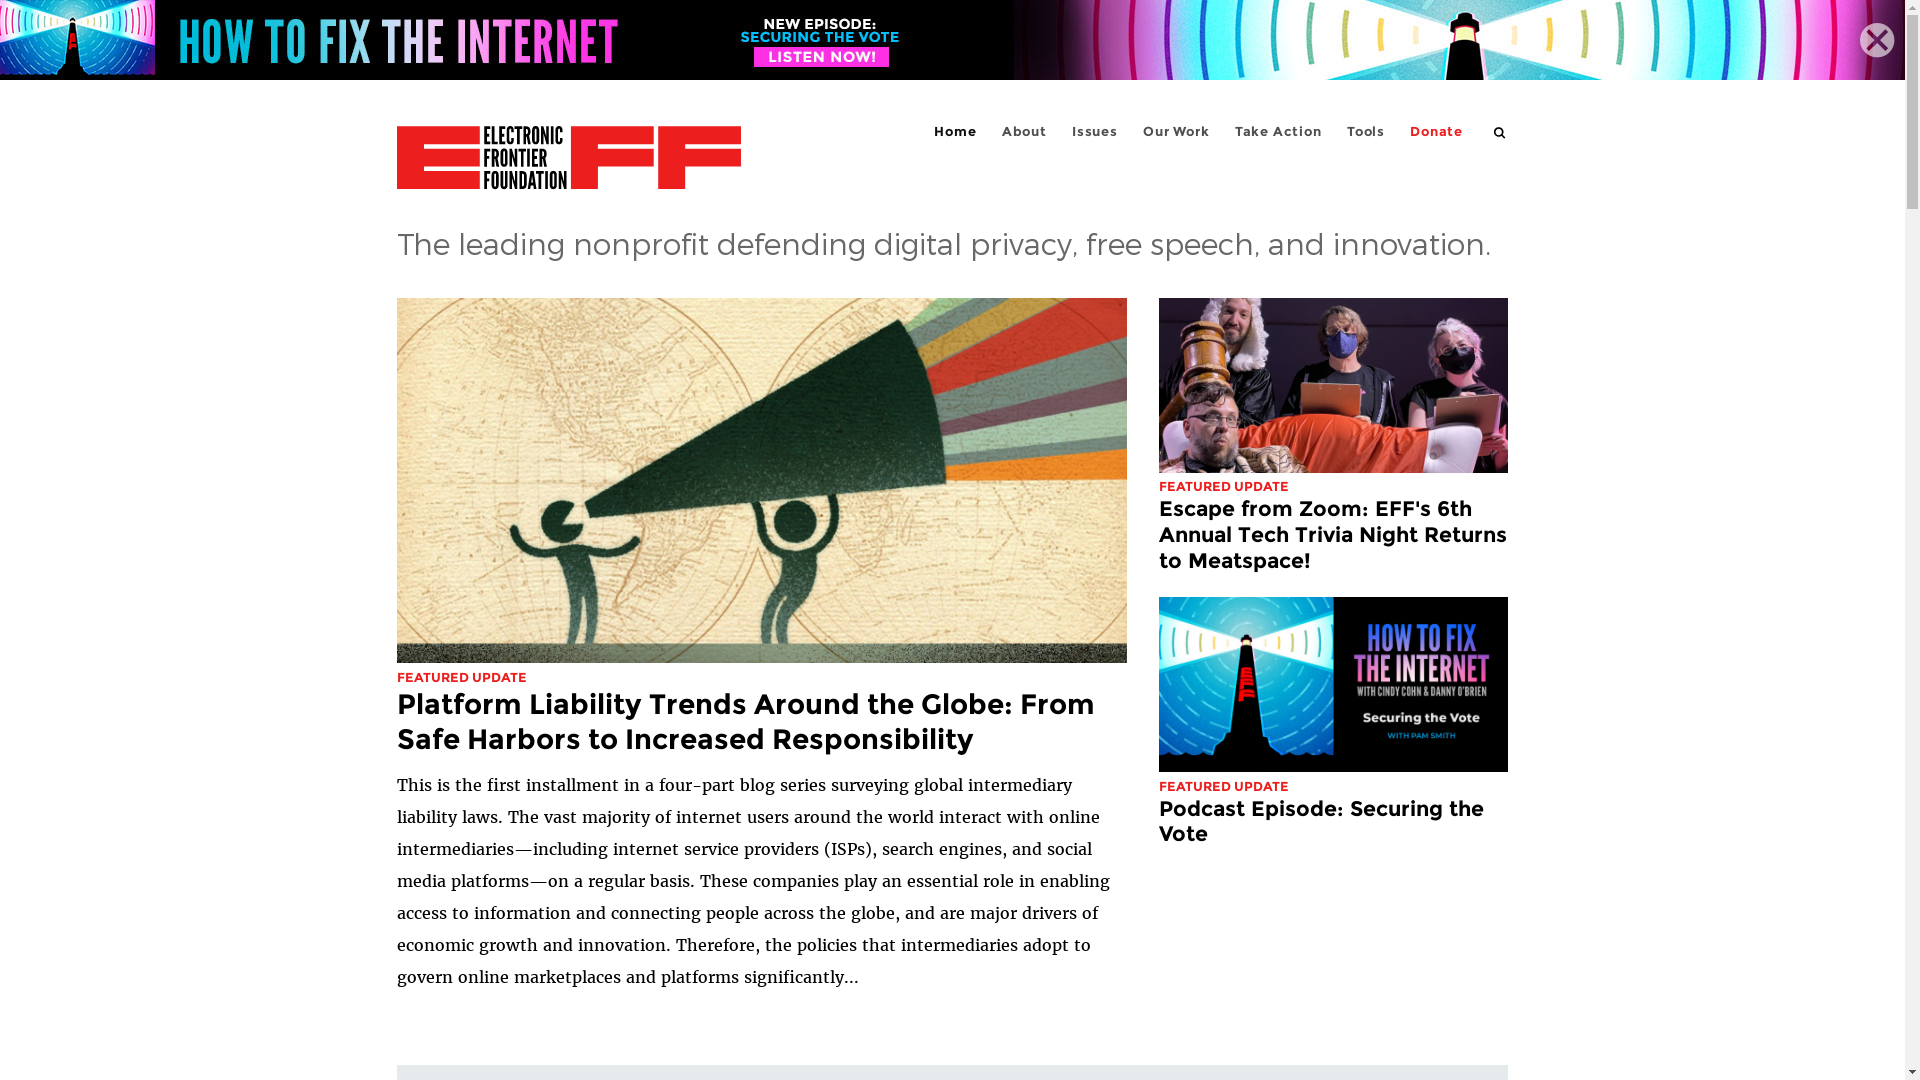 HOW TO FIX THE INTERNET
NEW EPISODE:
SECURING THE VOTE
LISTEN NOW!
ELECTRONIC
FRONTIER
FOUNDATION
EFF
Home About Issues Our Work Take Action Tools Donate
The leading nonprofit defending digital privacy, free speech, and innovation.
FEATURED UPDATE
Platform Liability Trends Around the Globe: From
Safe Harbors to Increased Responsibility
This is the first installment in a four-part blog series surveying global intermediary
liability laws. The vast majority of internet users around the world interact with online
intermediaries—including internet service providers (ISPs), search engines, and social
media platforms—on a regular basis. These companies play an essential role in enabling
access to information and connecting people across the globe, and are major drivers of
economic growth and innovation. Therefore, the policies that intermediaries adopt to
govern online marketplaces and platforms significantly...
FEATURED UPDATE
Escape from Zoom: EFF's 6th
Annual Tech Trivia Night Returns
to Meatspace!
EFF
HOW TO FIX
THE INTERNET
WITH CINDY COHN & DANNY O'BRIEN
Securing the Vote
WITH PAM SMITH
FEATURED UPDATE
Podcast Episode: Securing the
Vote